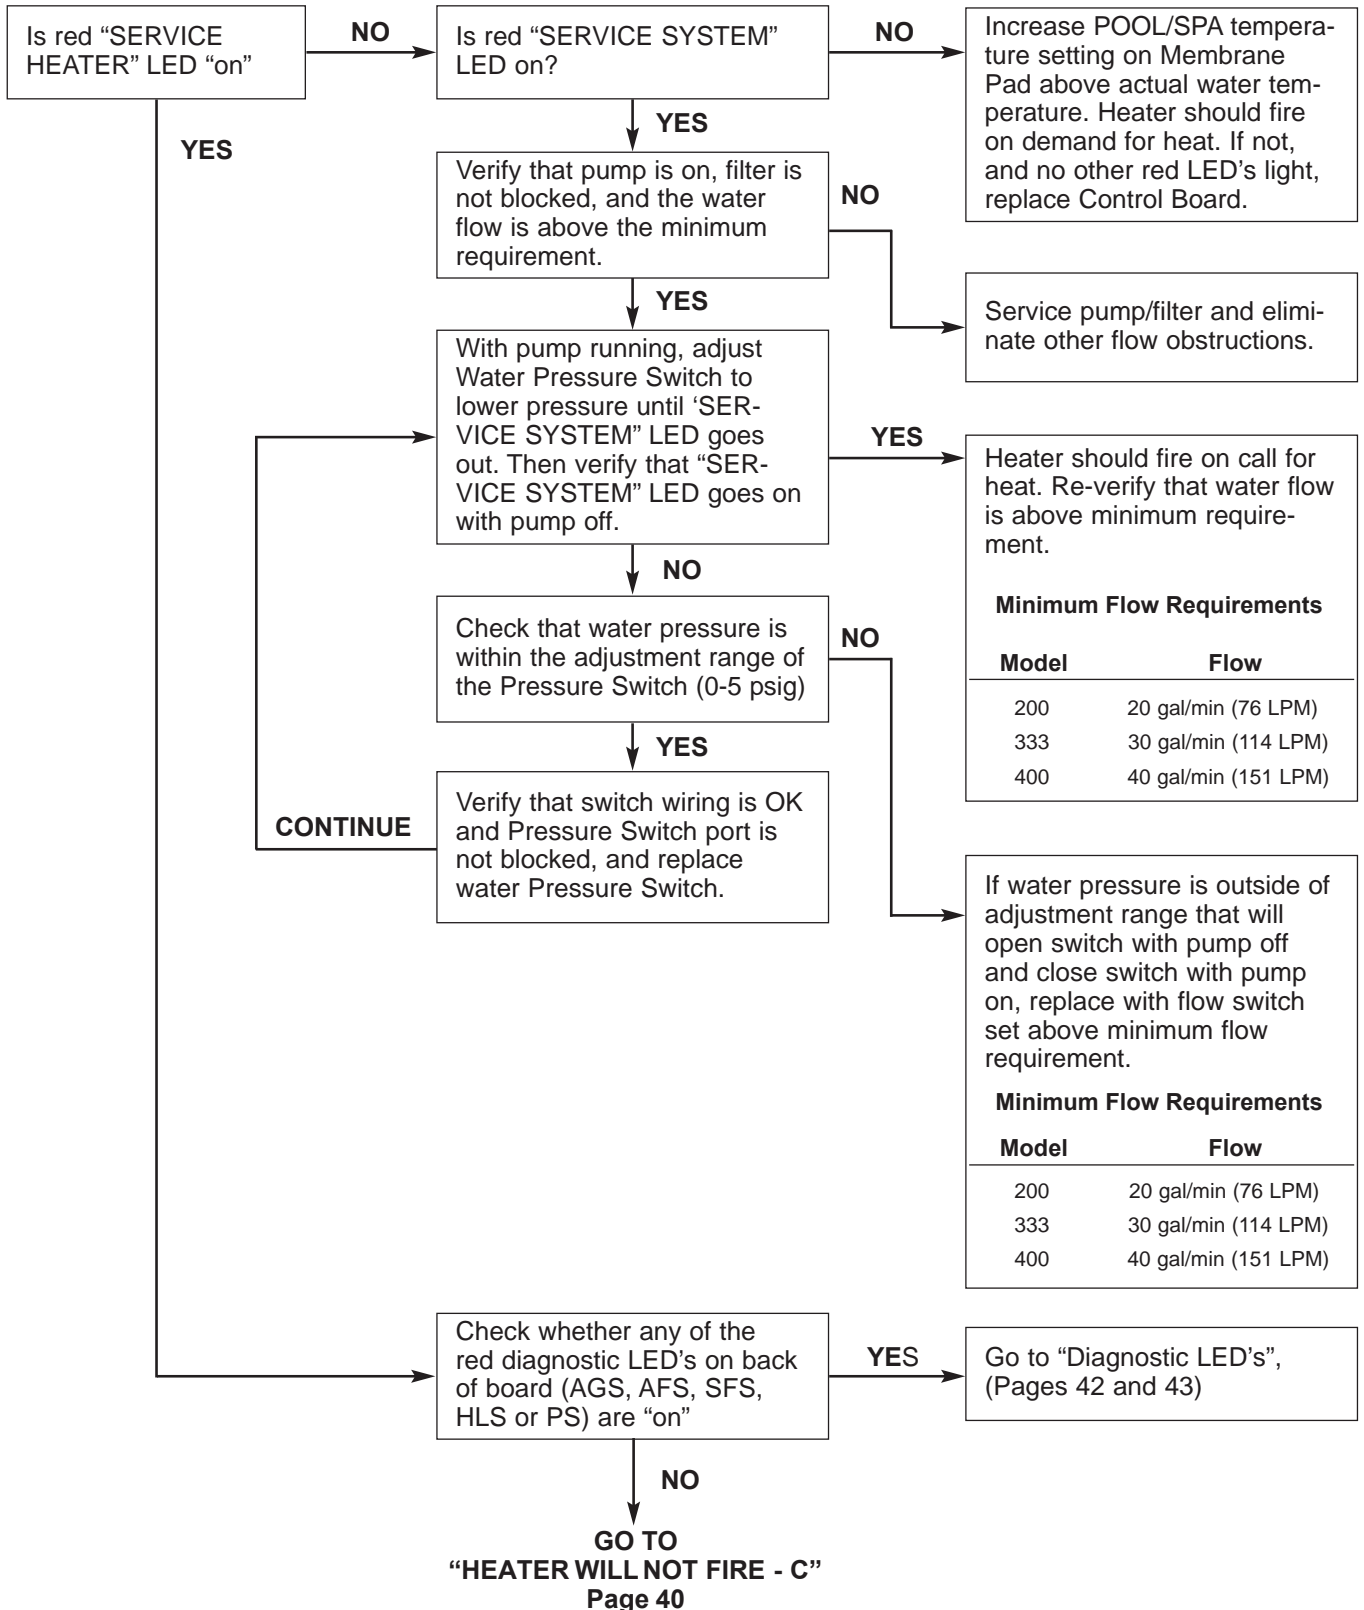 Is red “SERVICE
HEATER” LED “on”
NO
Is red “SERVICE SYSTEM”
LED on?
NO
Increase POOL/SPA tempera-
ture setting on Membrane
Pad above actual water tem-
perature. Heater should fire
on demand for heat. If not,
and no other red LED's light,
replace Control Board.
YES
YES
Verify that pump is on, filter is
not blocked, and the water
flow is above the minimum
requirement.
NO
Service pump/filter and elimi-
nate other flow obstructions.
YES
With pump running, adjust
Water Pressure Switch to
lower pressure until ‘SER-
VICE SYSTEM” LED goes
out. Then verify that “SER-
VICE SYSTEM” LED goes on
with pump off.
YES
Heater should fire on call for
heat. Re-verify that water flow
is above minimum require-
ment.
Minimum Flow Requirements
Model Flow
200 20 gal/min (76 LPM)
333 30 gal/min (114 LPM)
400 40 gal/min (151 LPM)
NO
Check that water pressure is
within the adjustment range of
the Pressure Switch (0-5 psig)
NO
YES
Verify that switch wiring is OK
and Pressure Switch port is
not blocked, and replace
water Pressure Switch.
CONTINUE
If water pressure is outside of
adjustment range that will
open switch with pump off
and close switch with pump
on, replace with flow switch
set above minimum flow
requirement.
Minimum Flow Requirements
Model Flow
200 20 gal/min (76 LPM)
333 30 gal/min (114 LPM)
400 40 gal/min (151 LPM)
Check whether any of the
red diagnostic LED's on back
of board (AGS, AFS, SFS,
HLS or PS) are “on”
YES
Go to “Diagnostic LED's”,
(Pages 42 and 43)
NO
GO TO
“HEATER WILL NOT FIRE - C”
Page 40